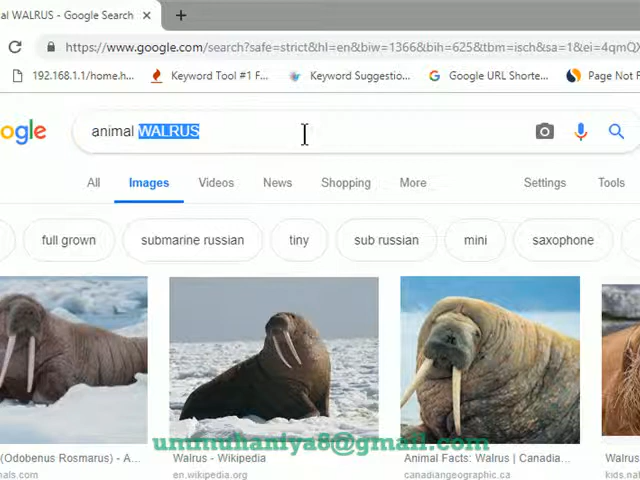 al WALRUS - Google Search
https://www.google.com/search?safe=strict&hl=en&biw=1366&bih=625&tbm=isch&sa=1&ei=4qmQX
192.168.1.1/home.h... Keyword Tool #1 F... Keyword Suggestio... Google URL Shorte... Page Not F
ogle animal WALRUS
All Images Videos News Shopping More Settings Tools
full grown submarine russian tiny sub russian mini saxophone
ummuhaniya8@gmail.com
(Odobenus Rosmarus) - A... Walrus - Wikipedia Animal Facts: Walrus | Canadia... Walrus
nals.com en.wikipedia.org canadiangeographic.ca kids.nat